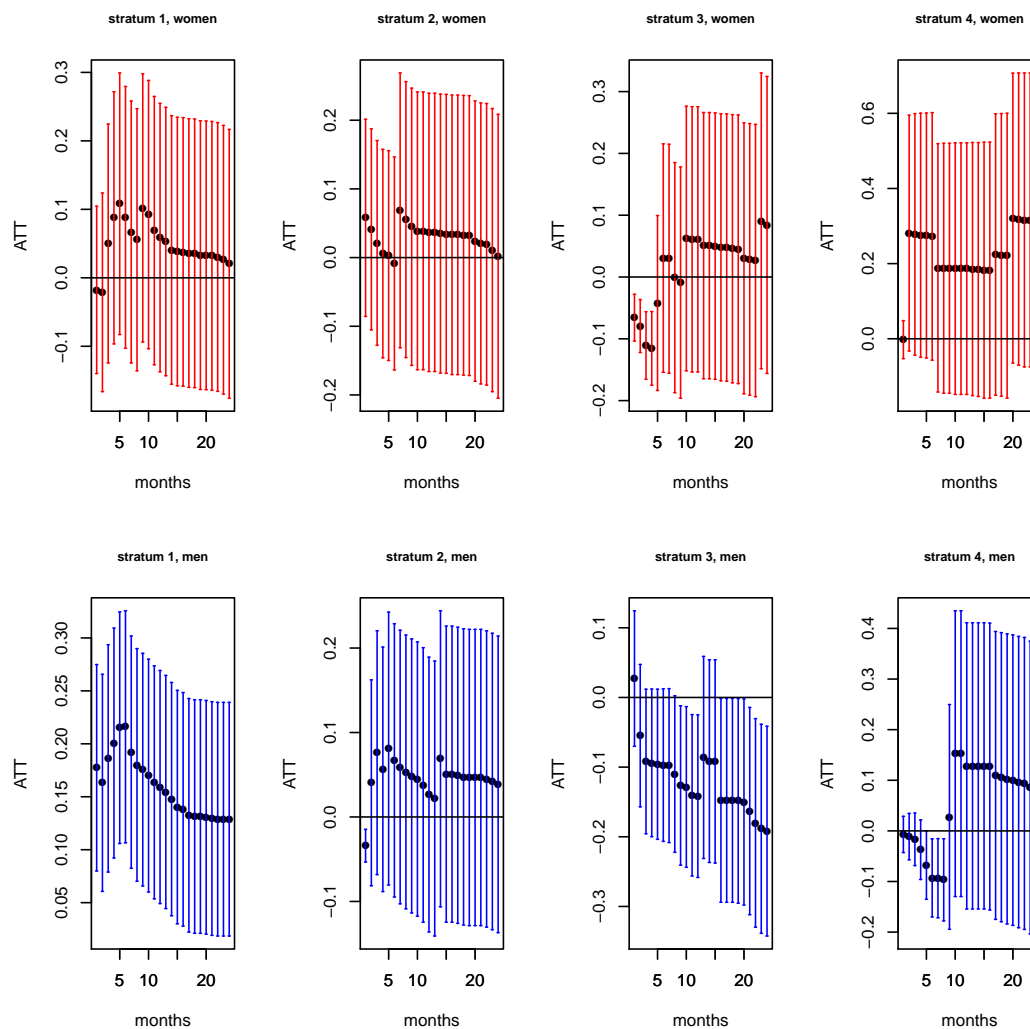 stratum 1, women
stratum 2, women
stratum 3, women
stratum 4, women
ATT
0.3
0.2
0.1
0.0
−0.1
5 10 20
months
ATT
0.2
0.1
0.0
−0.1
−0.2
5 10 20
months
ATT
0.3
0.2
0.1
0.0
−0.1
−0.2
5 10 20
months
ATT
0.6
0.4
0.2
0.0
5 10 20
months
stratum 1, men
stratum 2, men
stratum 3, men
stratum 4, men
ATT
0.30
0.25
0.20
0.15
0.10
0.05
5 10 20
months
ATT
0.2
0.1
0.0
−0.1
5 10 20
months
ATT
0.1
0.0
−0.1
−0.2
−0.3
5 10 20
months
ATT
0.4
0.3
0.2
0.1
0.0
−0.1
−0.2
5 10 20
months